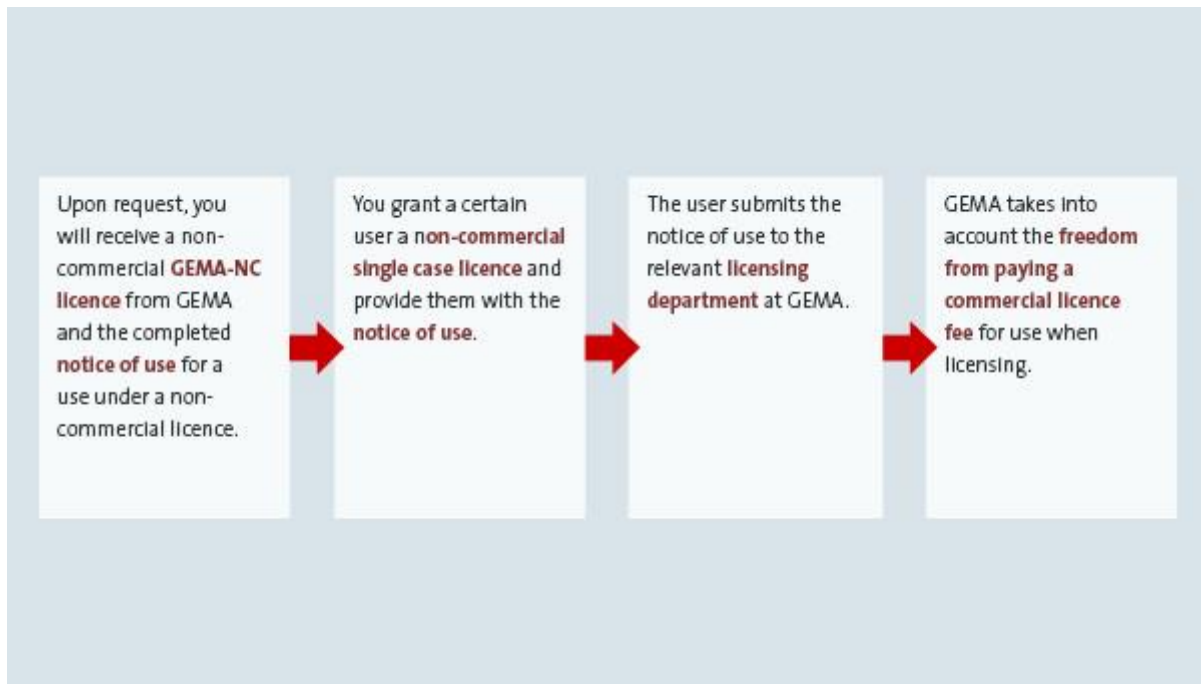 Upon request, you
will receive a non-
commercial GEMA-NC
licence from GEMA
and the completed
notice of use for a
use under a non-
commercial licence.
You grant a certain
user a non-commercial
single case licence and
provide them with the
notice of use.
The user submits the
notice of use to the
relevant licensing
department at GEMA.
GEMA takes into
account the freedom
from paying a
commercial licence
fee for use when
licensing.